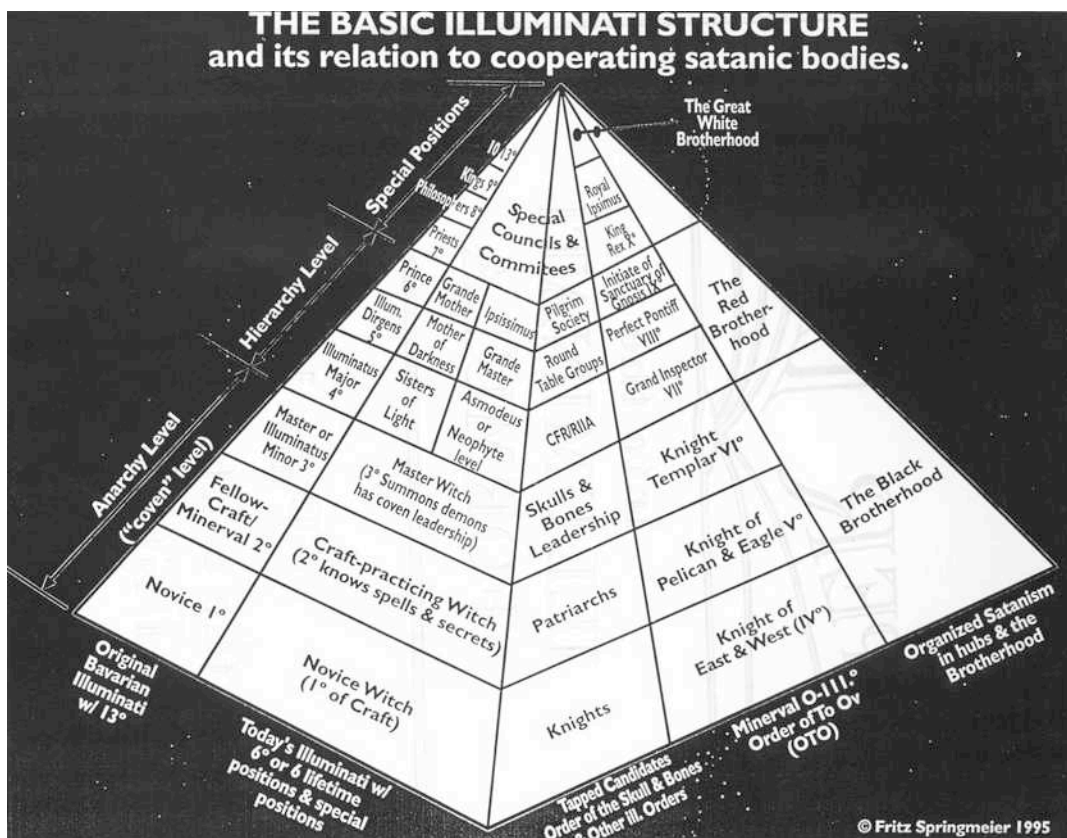 THE BASIC ILLUMINATI STRUCTURE
and its relation to cooperating satanic bodies.
Special Positions
Hierarchy Level
Anarchy Level
("coven" level)
The Great
White
Brotherhood
10-13°
Kings 9°
Philosophers 8°
Priests
7°
Prince
6°
Illum.
Dirgens
5°
Illuminatus
Major
4°
Master or
Illuminatus
Minor 3°
Fellow-
Craft/
Minerval 2°
Novice 1°
Original
Bavarian
Illuminati
w/ 13°
Special
Councils &
Commitees
Grande
Mother
Ipsissimus
Mother
of
Darkness
Grande
Master
Sisters
of
Light
Asmodeus
or
Neophyte
level
Master Witch
(3° Summons demons
has coven leadership)
Craft-practicing Witch
(2° knows spells & secrets)
Novice Witch
(1° of Craft)
Today's Illuminati w/
6° or 6 lifetime
positions & special
positions
Pilgrim
Society
Round
Table Groups
CFR/RIIA
Skulls &
Bones
Leadership
Patriarchs
Knights
Tapped Candidates
Order of the Skull & Bones
& Other ill. Orders
Royal
Ipsimus
King
Rex X°
Initiate of
Sanctuary of
Gnosis IX°
Perfect Pontiff
VIII°
Grand Inspector
VII°
Knight
Templar VI°
Knight of
Pelican & Eagle V°
Knight of
East & West (IV°)
Minerval O-111.°
Order of To Ov
(OTO)
The
Red
Brother-
hood
The Black
Brotherhood
Organized Satanism
in hubs & the
Brotherhood
© Fritz Springmeier 1995